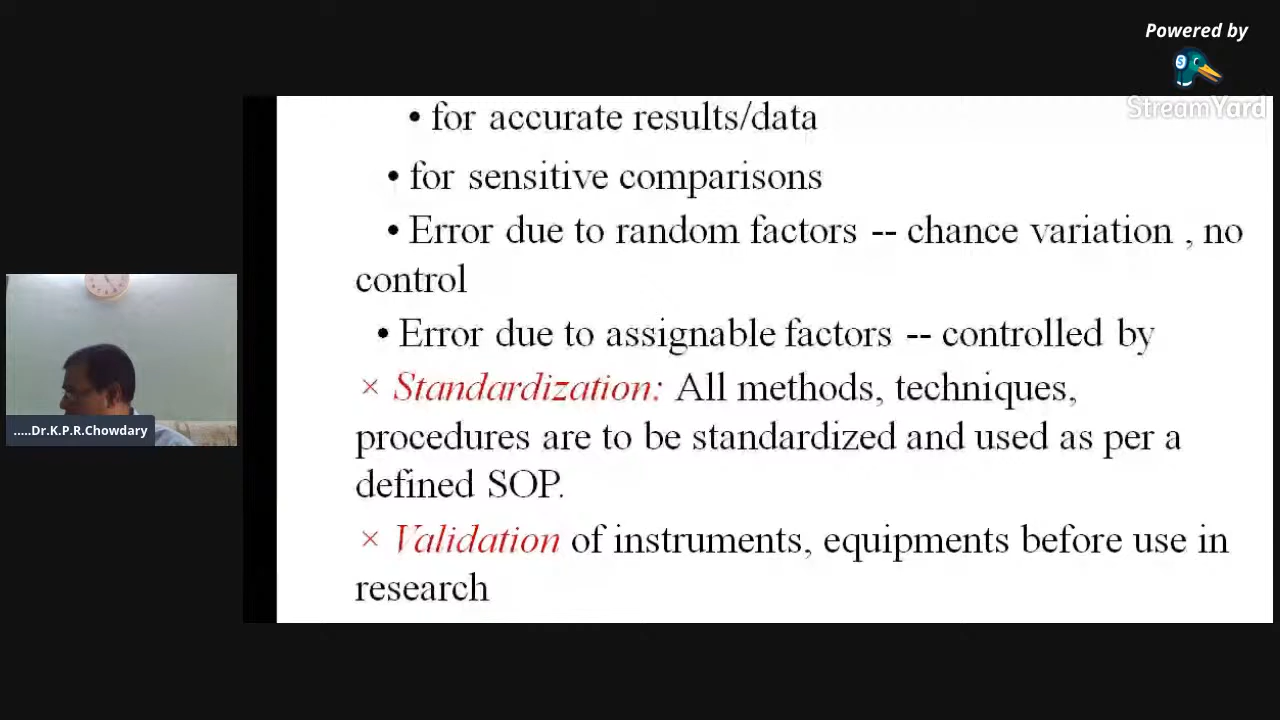 Powered by
StreamYard
• for accurate results/data
• for sensitive comparisons
• Error due to random factors -- chance variation , no
control
• Error due to assignable factors -- controlled by
× Standardization: All methods, techniques,
procedures are to be standardized and used as per a
defined SOP.
× Validation of instruments, equipments before use in
research
.....Dr.K.P.R.Chowdary